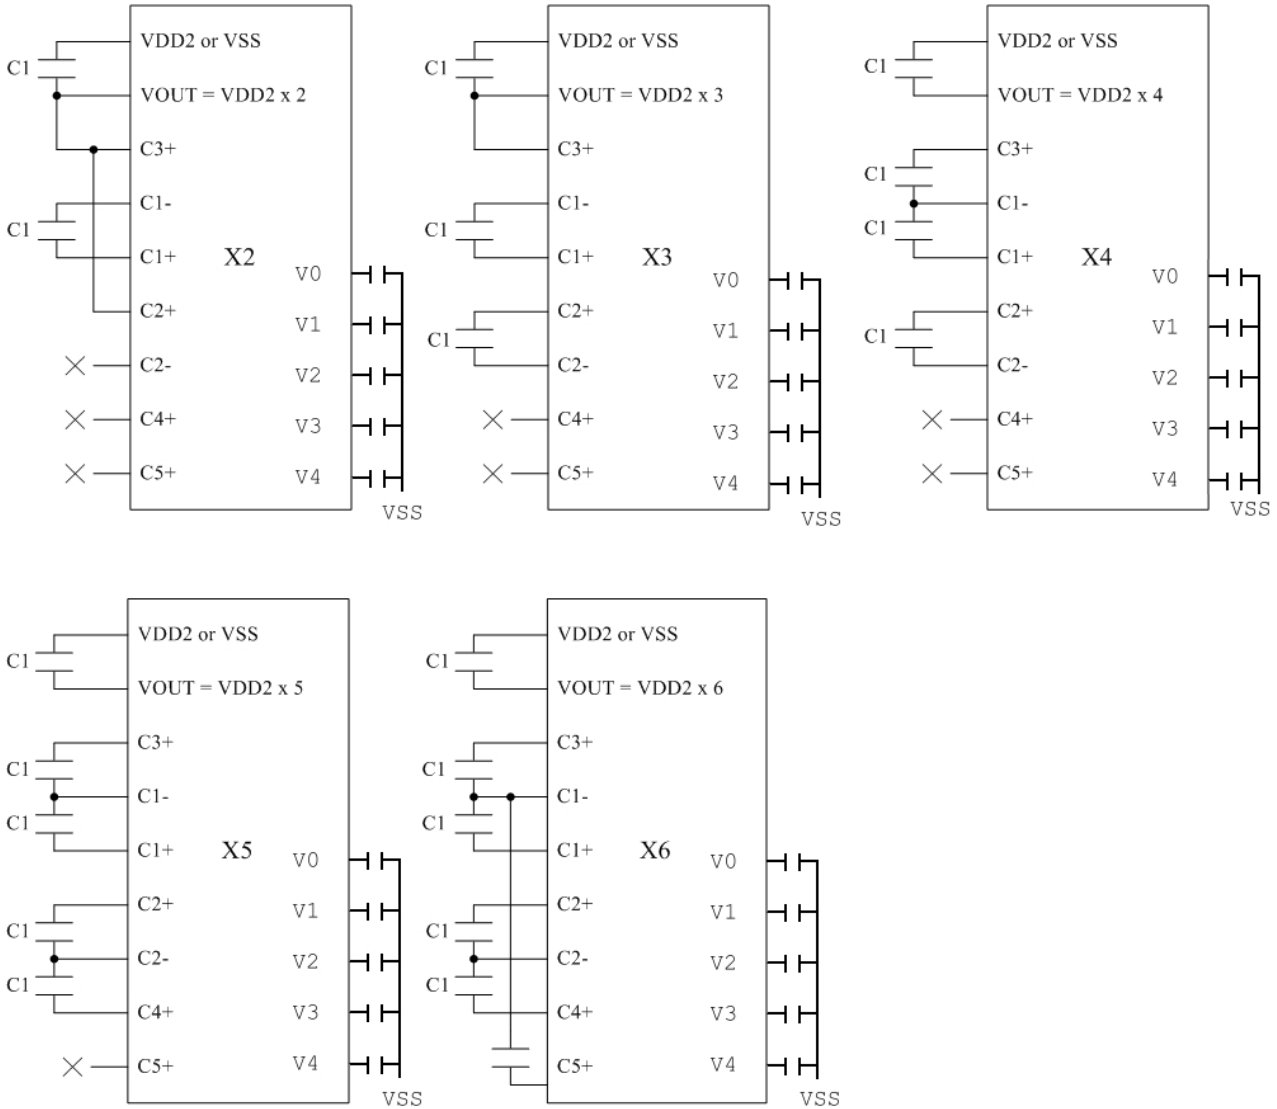 VDD2 or VSS
C1
VOUT = VDD2 x 2
C3+
C1-
C1
C1+
X2
C2+
C2-
C4+
C5+
V0
V1
V2
V3
V4
VSS
VDD2 or VSS
C1
VOUT = VDD2 x 3
C3+
C1-
C1
C1+
X3
C2+
C1
C2-
C4+
C5+
V0
V1
V2
V3
V4
VSS
VDD2 or VSS
C1
VOUT = VDD2 x 4
C3+
C1
C1-
C1
C1+
X4
C2+
C1
C2-
C4+
C5+
V0
V1
V2
V3
V4
VSS
VDD2 or VSS
C1
VOUT = VDD2 x 5
C3+
C1
C1-
C1
C1+
X5
C2+
C1
C2-
C1
C4+
C5+
V0
V1
V2
V3
V4
VSS
VDD2 or VSS
C1
VOUT = VDD2 x 6
C3+
C1
C1-
C1
C1+
X6
C2+
C1
C2-
C1
C4+
C5+
V0
V1
V2
V3
V4
VSS